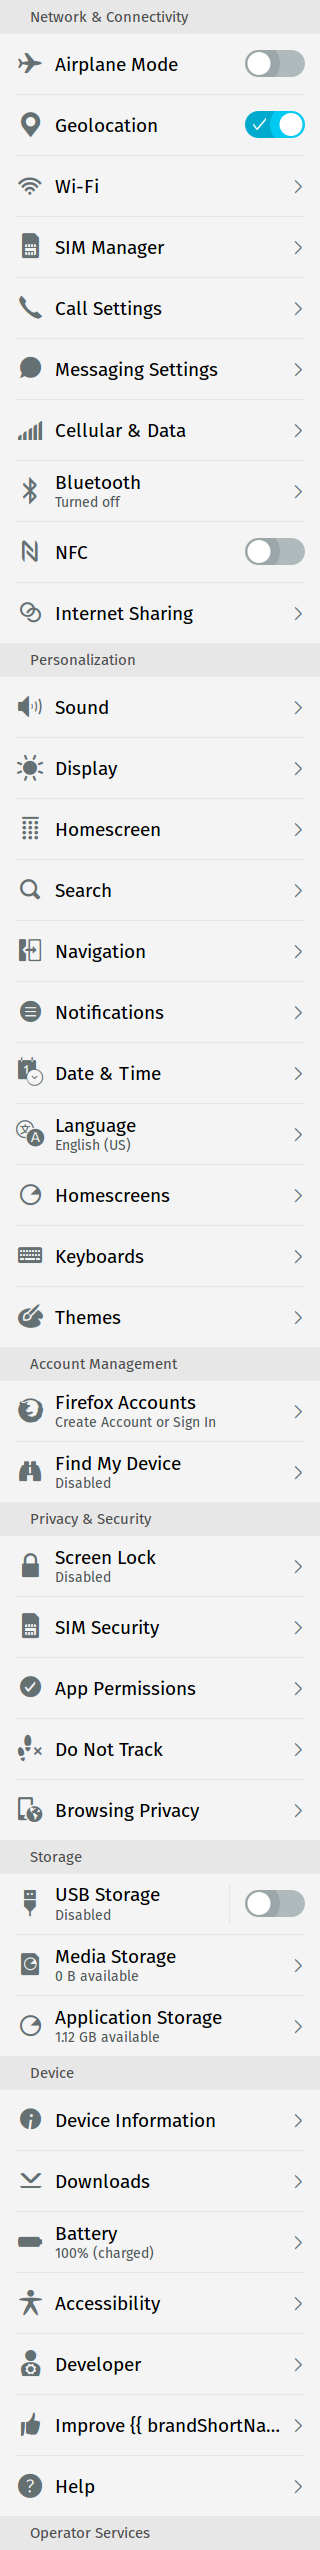 Network & Connectivity
Airplane Mode
Geolocation
Wi-Fi
SIM Manager
Call Settings
Messaging Settings
Cellular & Data
Bluetooth
Turned off
NFC
Internet Sharing
Personalization
Sound
Display
Homescreen
Search
Navigation
Notifications
Date & Time
Language
English (US)
Homescreens
Keyboards
Themes
Account Management
Firefox Accounts
Create Account or Sign In
Find My Device
Disabled
Privacy & Security
Screen Lock
Disabled
SIM Security
App Permissions
Do Not Track
Browsing Privacy
Storage
USB Storage
Disabled
Media Storage
0 B available
Application Storage
1.12 GB available
Device
Device Information
Downloads
Battery
100% (charged)
Accessibility
Developer
Improve {{ brandShortNa...
Help
Operator Services